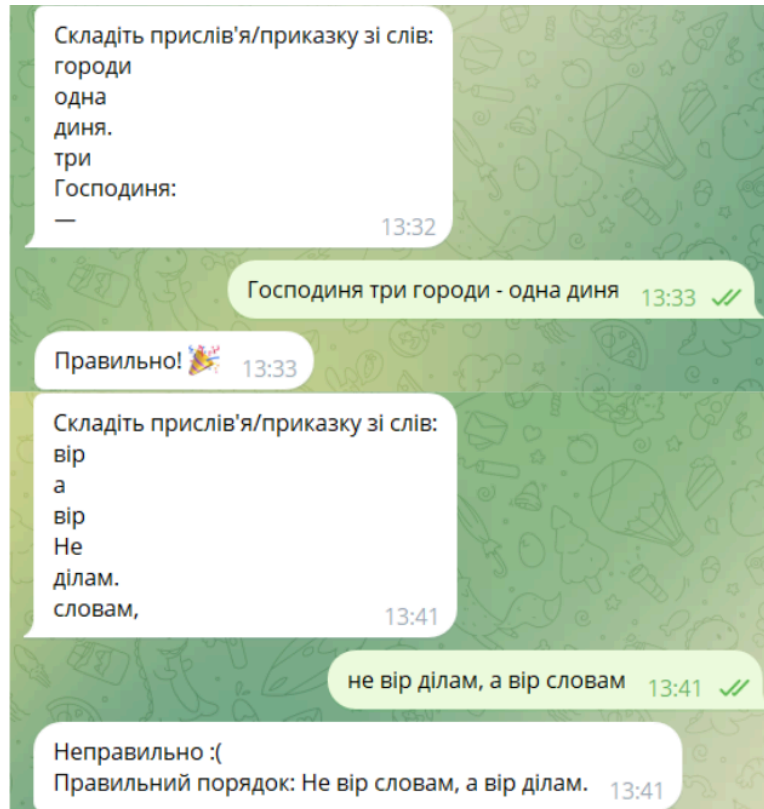 Складіть прислів'я/приказку зі слів:
городи
одна
диня.
три
Господиня:
—
13:32
Господиня три городи - одна диня 13:33
Правильно! 🎉 13:33
Складіть прислів'я/приказку зі слів:
вір
а
вір
Не
ділам.
словам,
13:41
не вір ділам, а вір словам 13:41
Неправильно :(
Правильний порядок: Не вір словам, а вір ділам. 13:41